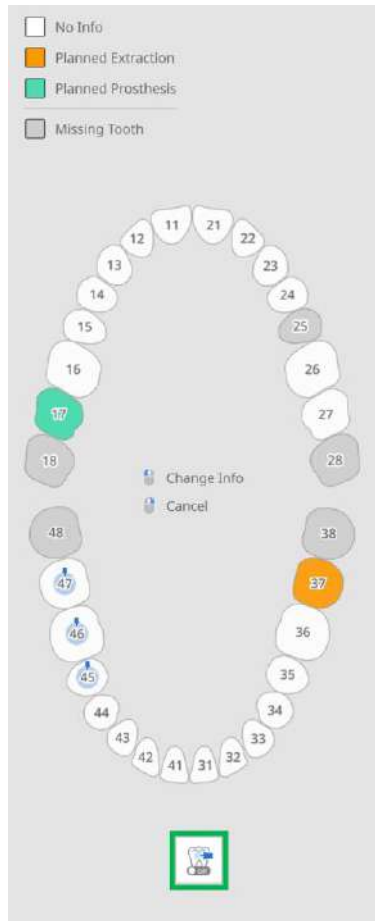 No Info
Planned Extraction
Planned Prosthesis
Missing Tooth
11 21
12 22
13 23
14 24
15 25
16 26
17 27
18 28
Change Info
Cancel
48 38
47 37
46 36
45 35
44 34
43 33
42 41 31 32
Off